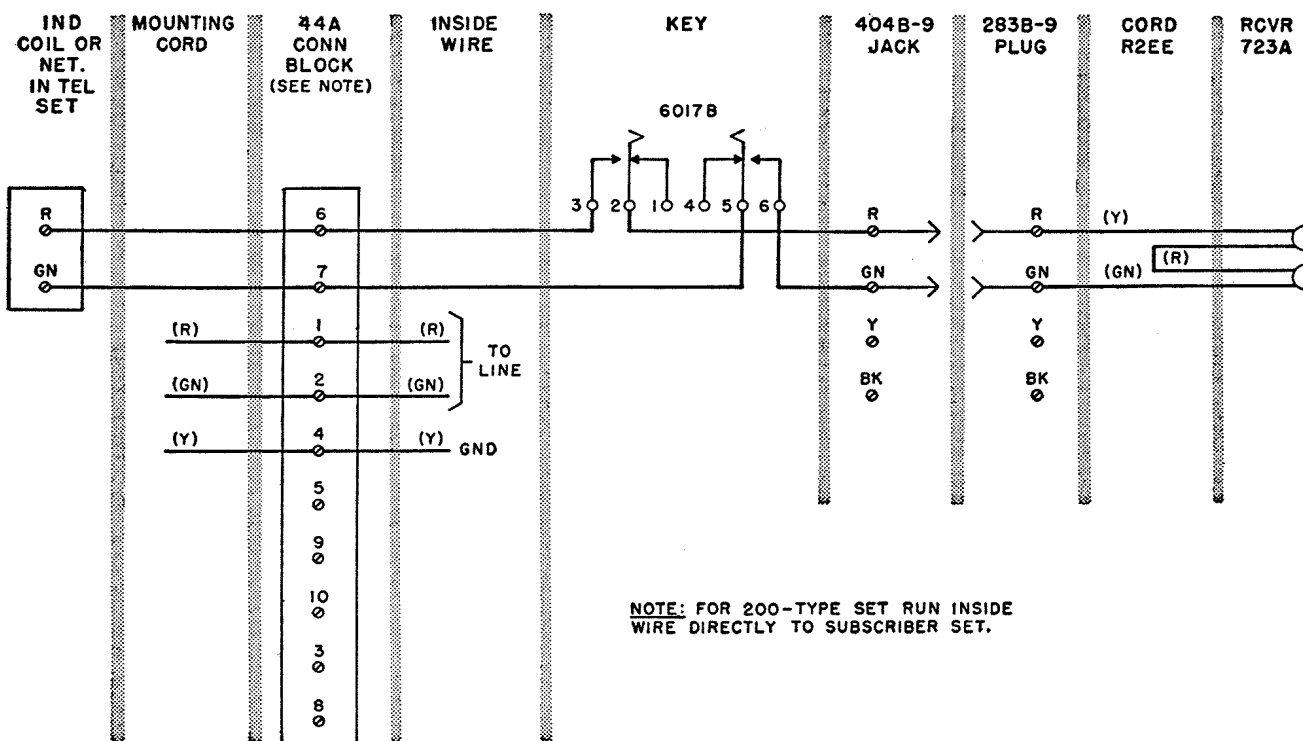 IND
COIL OR
NET.
IN TEL
SET
MOUNTING
CORD
44A
CONN
BLOCK
(SEE NOTE)
INSIDE
WIRE
KEY
404B-9
JACK
283B-9
PLUG
CORD
R2EE
RCVR
723A
6017B
3 2 1 4 5 6
R 6 R R (Y)
GN 7 GN GN (GN) (R)
(R) 1 (R) Y Y
TO
LINE
(GN) 2 (GN) BK BK
(Y) 4 (Y) GND
5
9
10
3
8
NOTE: FOR 200-TYPE SET RUN INSIDE
WIRE DIRECTLY TO SUBSCRIBER SET.